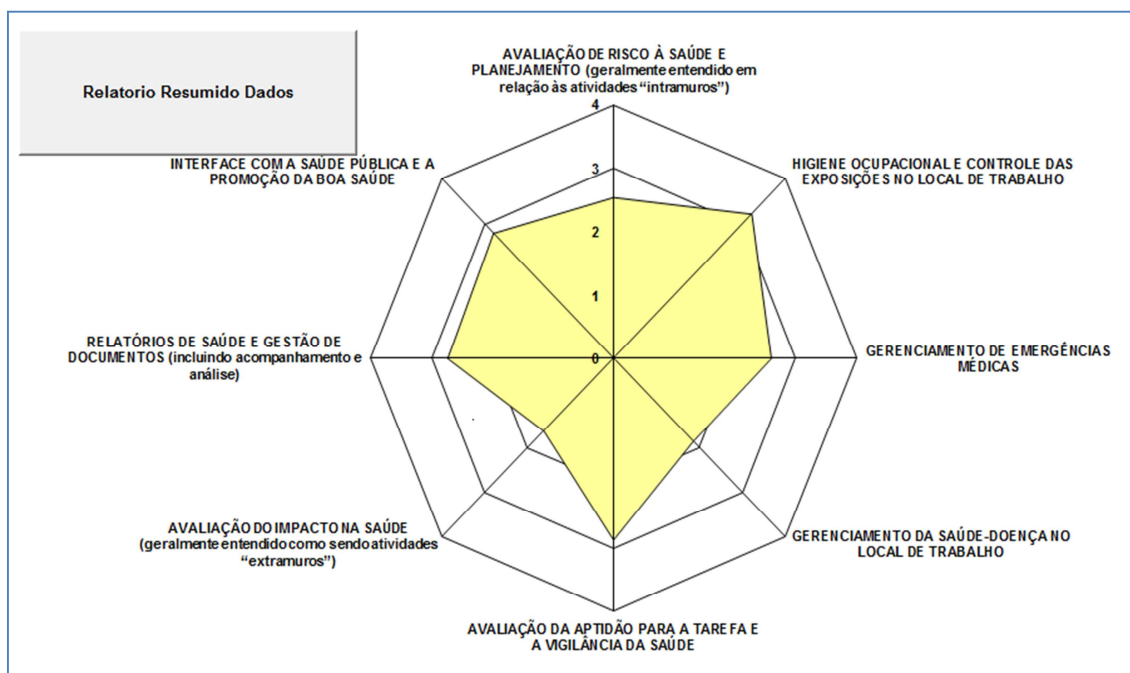 Relatorio Resumido Dados
AVALIAÇÃO DE RISCO À SAÚDE E
PLANEJAMENTO (geralmente entendido em
relação às atividades “intramuros”)
4
3
2
1
0
HIGIENE OCUPACIONAL E CONTROLE DAS
EXPOSIÇÕES NO LOCAL DE TRABALHO
GERENCIAMENTO DE EMERGÊNCIAS
MÉDICAS
GERENCIAMENTO DA SAÚDE-DOENÇA NO
LOCAL DE TRABALHO
AVALIAÇÃO DA APTIDÃO PARA A TAREFA E
A VIGILÂNCIA DA SAÚDE
AVALIAÇÃO DO IMPACTO NA SAÚDE
(geralmente entendido como sendo atividades
“extramuros”)
RELATÓRIOS DE SAÚDE E GESTÃO DE
DOCUMENTOS (incluindo acompanhamento e
análise)
INTERFACE COM A SAÚDE PÚBLICA E A
PROMOÇÃO DA BOA SAÚDE